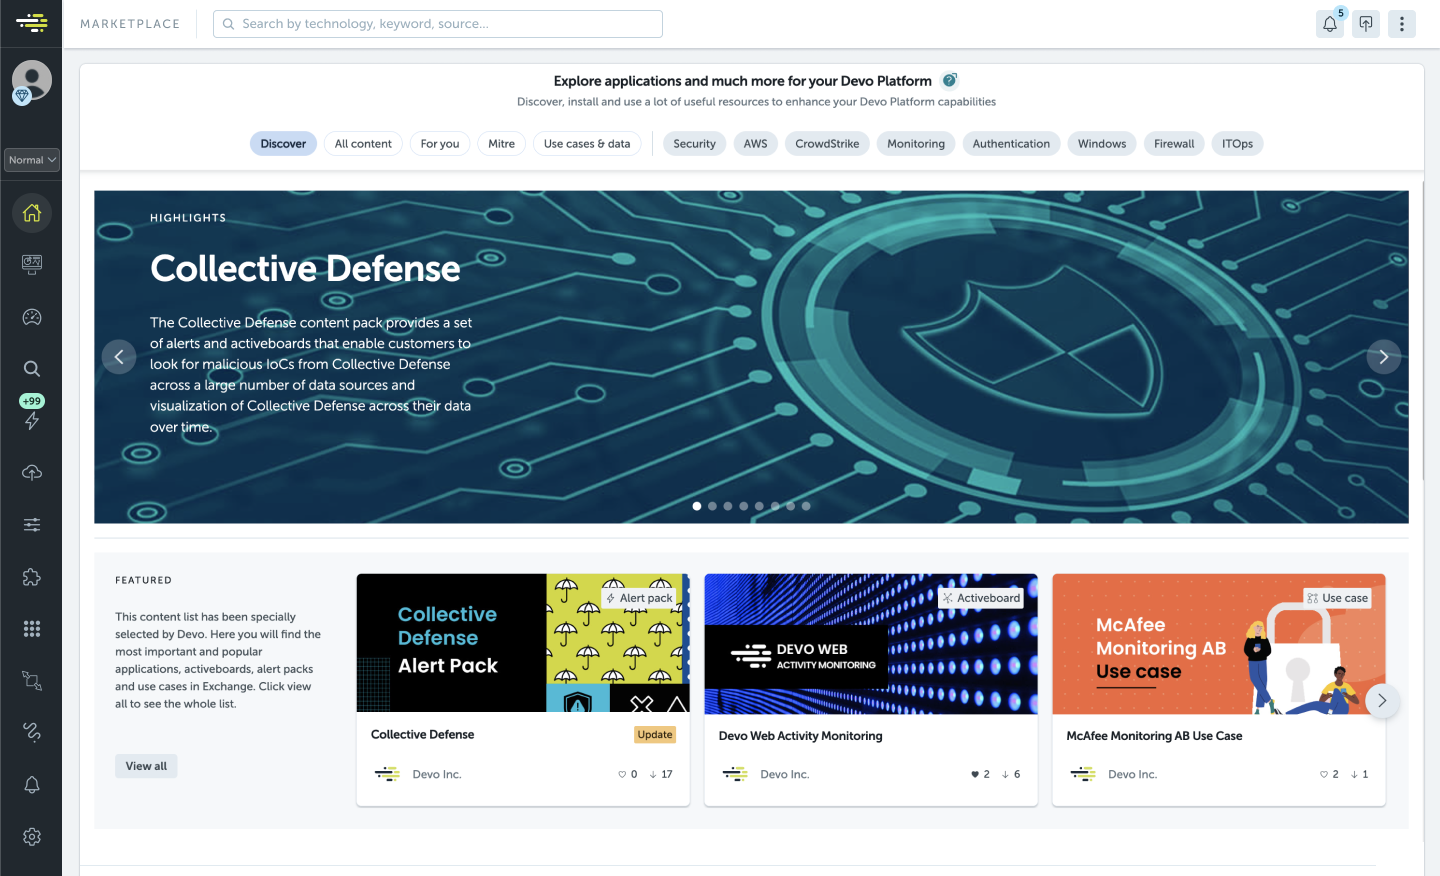 MARKETPLACE
Search by technology, keyword, source...
5
Normal
+99
Explore applications and much more for your Devo Platform
?
Discover, install and use a lot of useful resources to enhance your Devo Platform capabilities
Discover
All content
For you
Mitre
Use cases & data
Security
AWS
CrowdStrike
Monitoring
Authentication
Windows
Firewall
ITOps
HIGHLIGHTS
Collective Defense
The Collective Defense content pack provides a set
of alerts and activeboards that enable customers to
look for malicious IoCs from Collective Defense
across a large number of data sources and
visualization of Collective Defense across their data
over time.
FEATURED
This content list has been specially
selected by Devo. Here you will find the
most important and popular
applications, activeboards, alert packs
and use cases in Exchange. Click view
all to see the whole list.
View all
Collective
Defense
Alert Pack
Alert pack
Collective Defense
Update
Devo Inc.
0
17
Activeboard
DEVO WEB
ACTIVITY MONITORING
Devo Web Activity Monitoring
Devo Inc.
2
6
Use case
McAfee
Monitoring AB
Use case
McAfee Monitoring AB Use Case
Devo Inc.
2
1